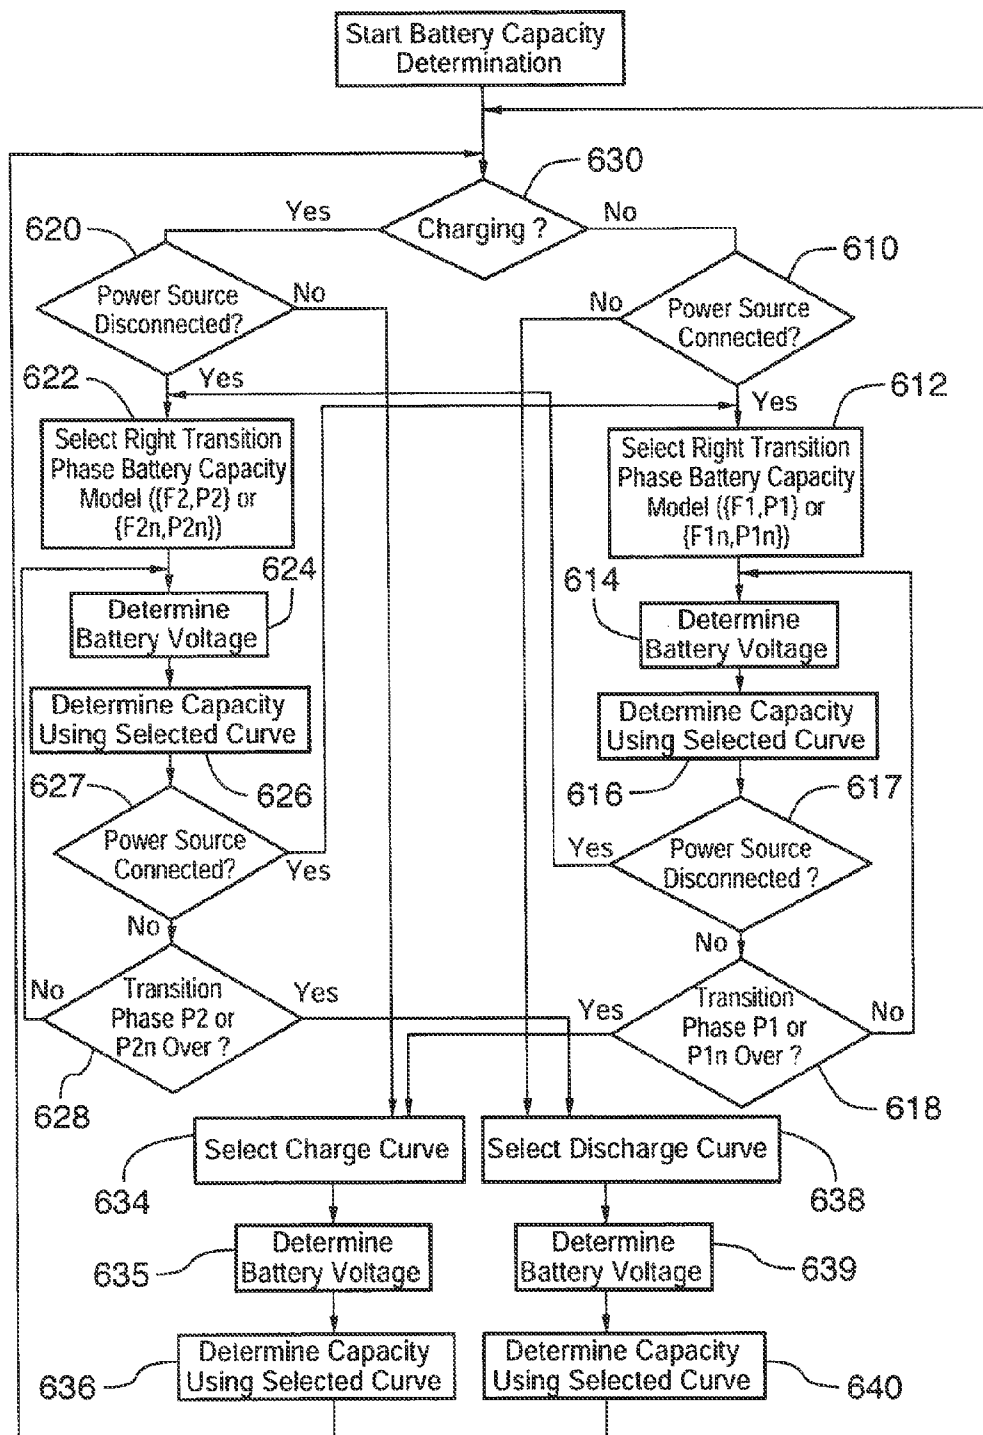 Start Battery Capacity
Determination
630
Charging ?
Yes
No
620
Power Source
Disconnected?
No
610
No
Power Source
Connected?
622
Yes
Yes
612
Select Right Transition
Phase Battery Capacity
Model ({F2,P2} or
{F2n,P2n})
Select Right Transition
Phase Battery Capacity
Model ({F1,P1} or
{F1n,P1n})
624
Determine
Battery Voltage
614
Determine
Battery Voltage
Determine Capacity
Using Selected Curve
626
Determine Capacity
Using Selected Curve
616
627
Power Source
Connected?
Yes
No
617
Yes
Power Source
Disconnected ?
No
No
Transition
Phase P2 or
P2n Over ?
Yes
628
Yes
Transition
Phase P1 or
P1n Over ?
No
618
Select Charge Curve
634
Select Discharge Curve
638
Determine
Battery Voltage
635
Determine
Battery Voltage
639
Determine Capacity
Using Selected Curve
636
Determine Capacity
Using Selected Curve
640